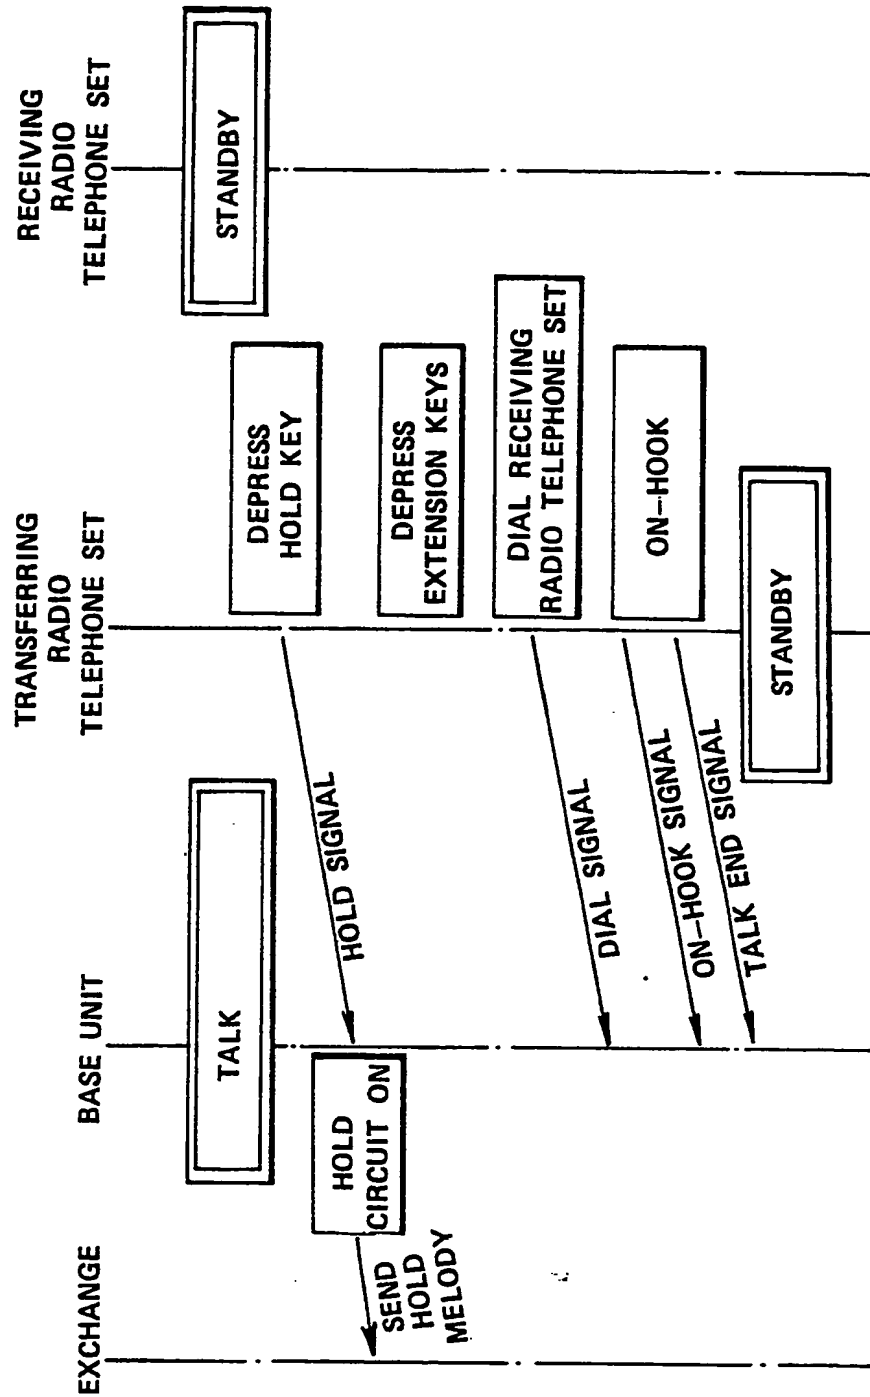 EXCHANGE
BASE UNIT
TRANSFERRING
RADIO
TELEPHONE SET
RECEIVING
RADIO
TELEPHONE SET
TALK
STANDBY
DEPRESS
HOLD KEY
HOLD SIGNAL
HOLD
CIRCUIT ON
SEND
HOLD
MELODY
DEPRESS
EXTENSION KEYS
DIAL RECEIVING
RADIO TELEPHONE SET
DIAL SIGNAL
ON-HOOK
ON-HOOK SIGNAL
TALK END SIGNAL
STANDBY